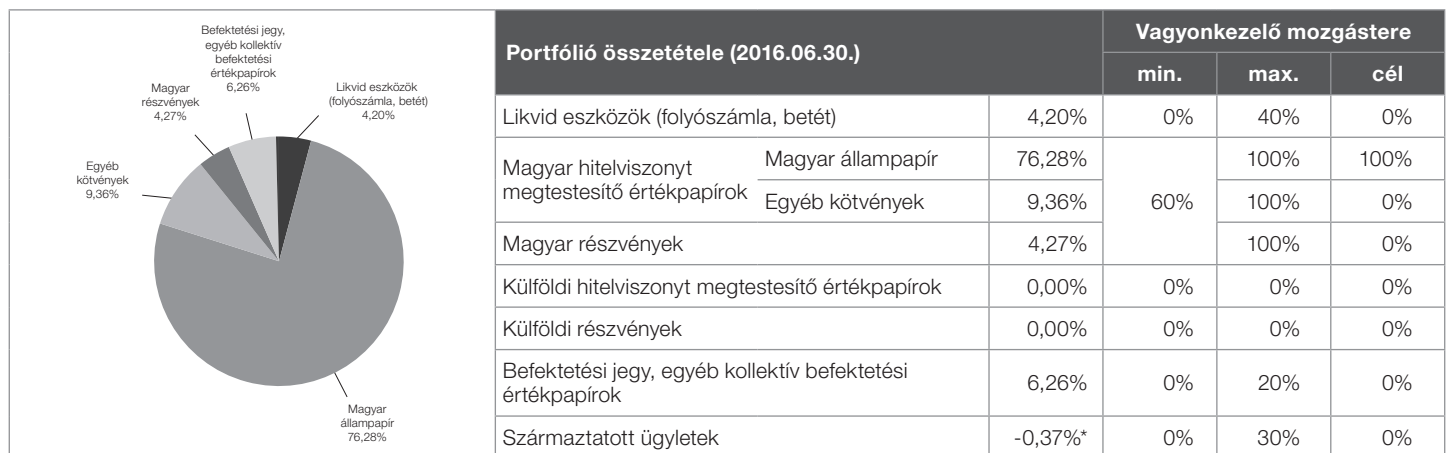 Befektetési jegy,
egyéb kollektív
befektetési
értékpapírok
6,26%
Likvid eszközök
(folyószámla, betét)
4,20%
Magyar
részvények
4,27%
Egyéb
kötvények
9,36%
Magyar
állampapír
76,28%
Portfólió összetétele (2016.06.30.) Vagyonkezelő mozgástere
min. max. cél
Likvid eszközök (folyószámla, betét) 4,20% 0% 40% 0%
Magyar hitelviszonyt
megtestesítő értékpapírok
Magyar állampapír 76,28% 100% 100%
Egyéb kötvények 9,36% 60% 100% 0%
Magyar részvények 4,27% 100% 0%
Külföldi hitelviszonyt megtestesítő értékpapírok 0,00% 0% 0% 0%
Külföldi részvények 0,00% 0% 0% 0%
Befektetési jegy, egyéb kollektív befektetési
értékpapírok 6,26% 0% 20% 0%
Származtatott ügyletek -0,37%* 0% 30% 0%